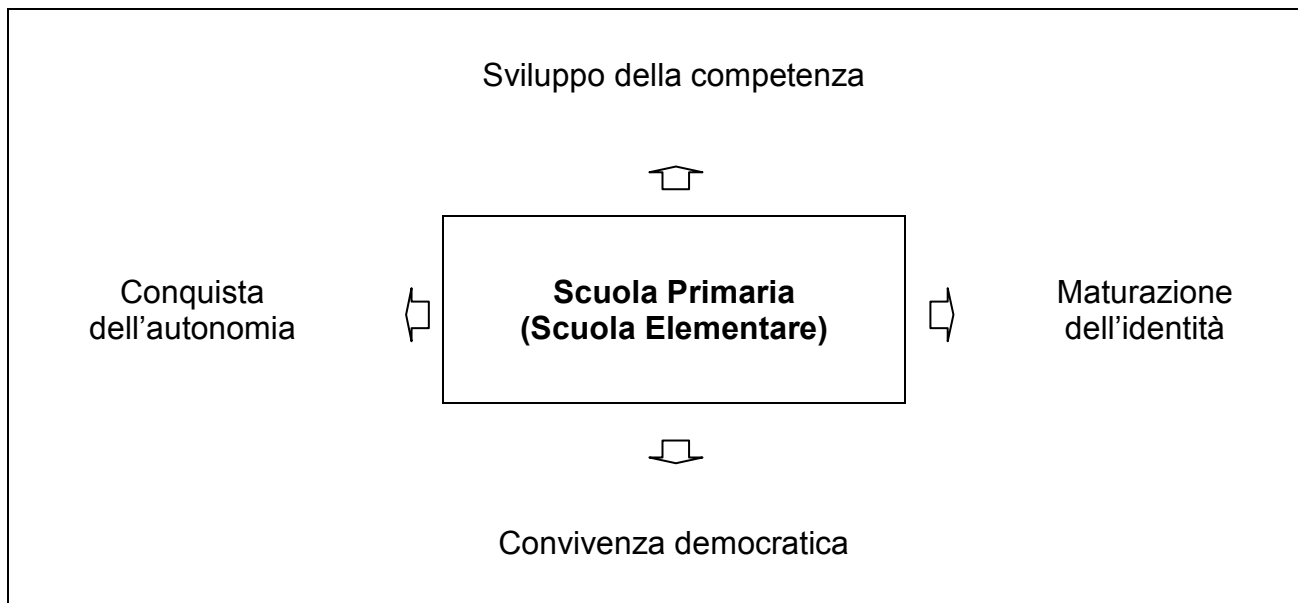 Sviluppo della competenza
Conquista
dell’autonomia
Scuola Primaria
(Scuola Elementare)
Maturazione
dell’identità
Convivenza democratica